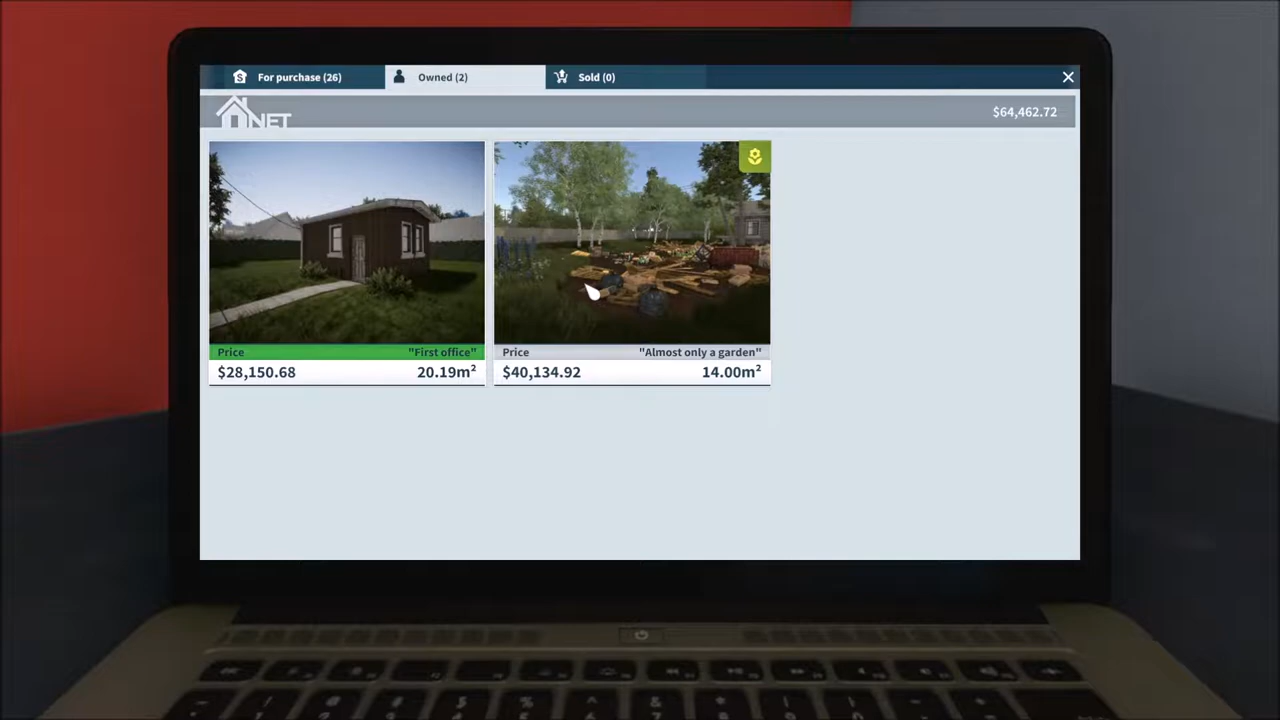 For purchase (26)
Owned (2)
Sold (0)
NET
$64,462.72
Price "First office"
$28,150.68 20.19m²
Price "Almost only a garden"
$40,134.92 14.00m²